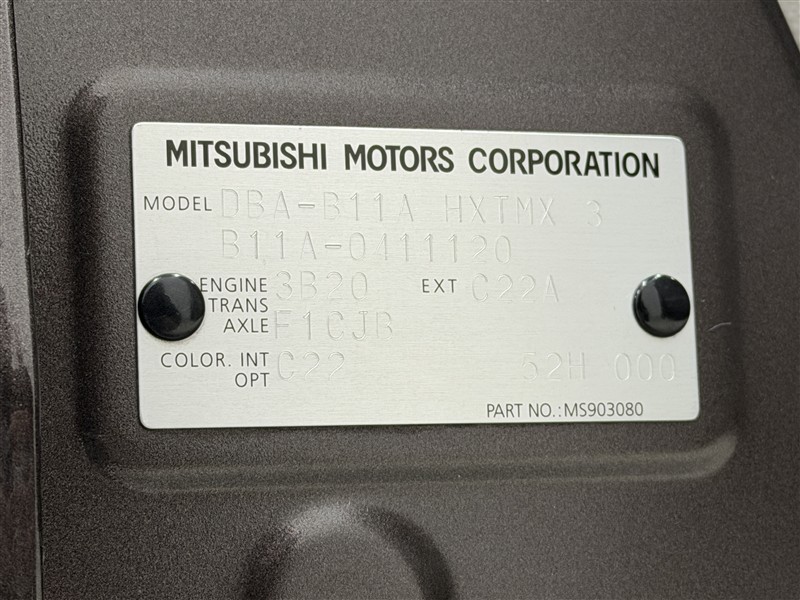 MITSUBISHI MOTORS CORPORATION
MODEL DBA-B11A HXTMX 3
B11A-0411120
ENGINE 3B20 EXT C22A
TRANS
AXLE F1CJB
COLOR. INT C22 52H 000
OPT
PART NO.:MS903080